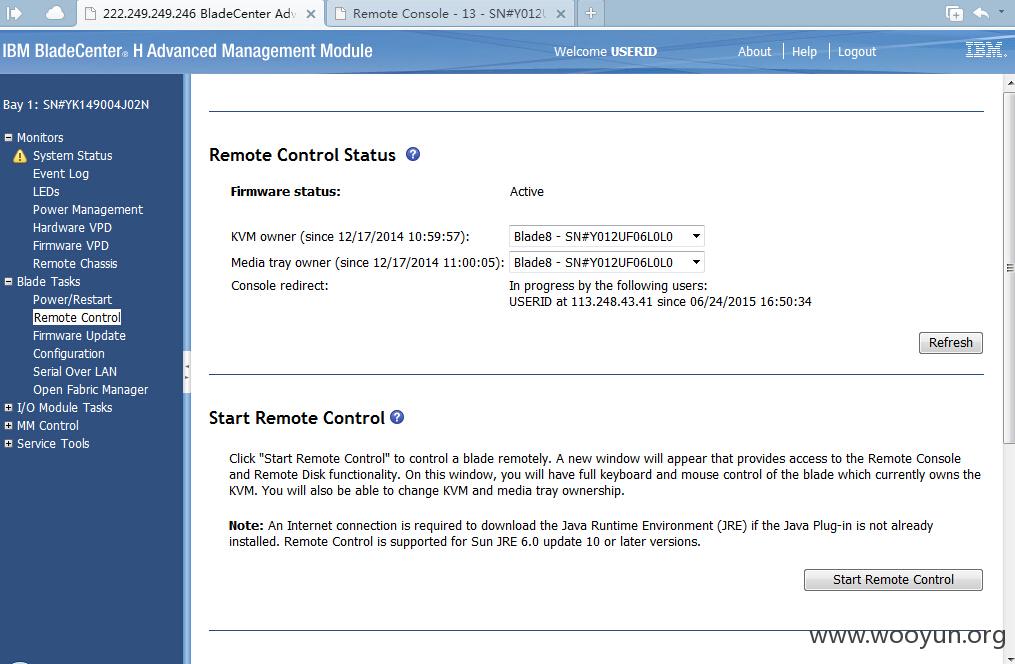 222.249.249.246 BladeCenter Adv
Remote Console - 13 - SN#Y012U
IBM BladeCenter® H Advanced Management Module
Welcome USERID
About
Help
Logout
IBM.
Bay 1: SN#YK149004J02N
Monitors
System Status
Event Log
LEDs
Power Management
Hardware VPD
Firmware VPD
Remote Chassis
Blade Tasks
Power/Restart
Remote Control
Firmware Update
Configuration
Serial Over LAN
Open Fabric Manager
I/O Module Tasks
MM Control
Service Tools
Remote Control Status
Firmware status: Active
KVM owner (since 12/17/2014 10:59:57): Blade8 - SN#Y012UF06L0L0
Media tray owner (since 12/17/2014 11:00:05): Blade8 - SN#Y012UF06L0L0
Console redirect: In progress by the following users:
USERID at 113.248.43.41 since 06/24/2015 16:50:34
Refresh
Start Remote Control
Click "Start Remote Control" to control a blade remotely. A new window will appear that provides access to the Remote Console
and Remote Disk functionality. On this window, you will have full keyboard and mouse control of the blade which currently owns the
KVM. You will also be able to change KVM and media tray ownership.
Note: An Internet connection is required to download the Java Runtime Environment (JRE) if the Java Plug-in is not already
installed. Remote Control is supported for Sun JRE 6.0 update 10 or later versions.
Start Remote Control
www.wooyun.org